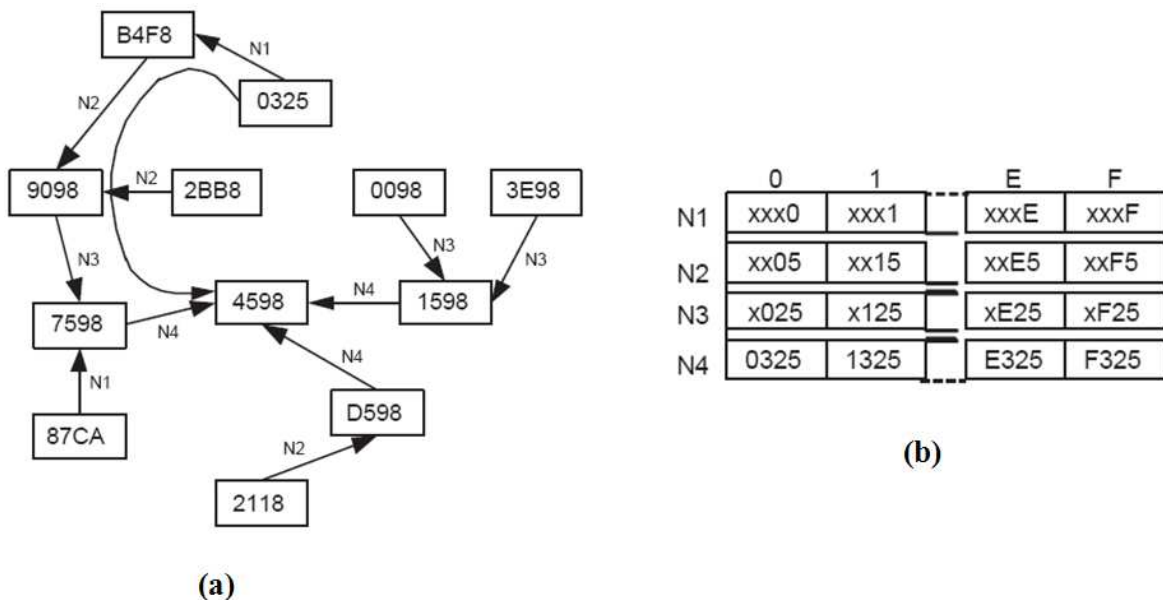 B4F8
N1
0325
N2
9098
N2
2BB8
0098
3E98
N3
N3
N3
4598
N4
1598
7598
N4
N1
N4
87CA
D598
N2
2118
(a)
0 1 E F
N1 xxx0 xxx1 xxxE xxxF
N2 xx05 xx15 xxE5 xxF5
N3 x025 x125 xE25 xF25
N4 0325 1325 E325 F325
(b)